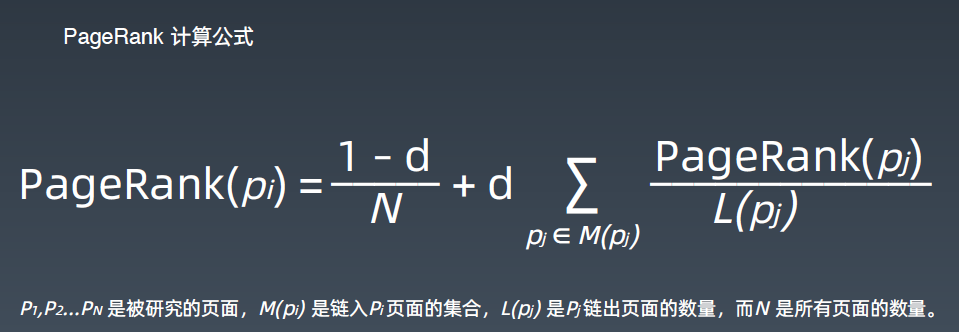 PageRank 计算公式
PageRank(pi) = 1 - d / N + d ∑ pj ∈ M(pj) PageRank(pj) / L(pj)
P1,P2...PN 是被研究的页面，M(pi) 是链入Pi页面的集合，L(pj) 是Pj链出页面的数量，而N 是所有页面的数量。